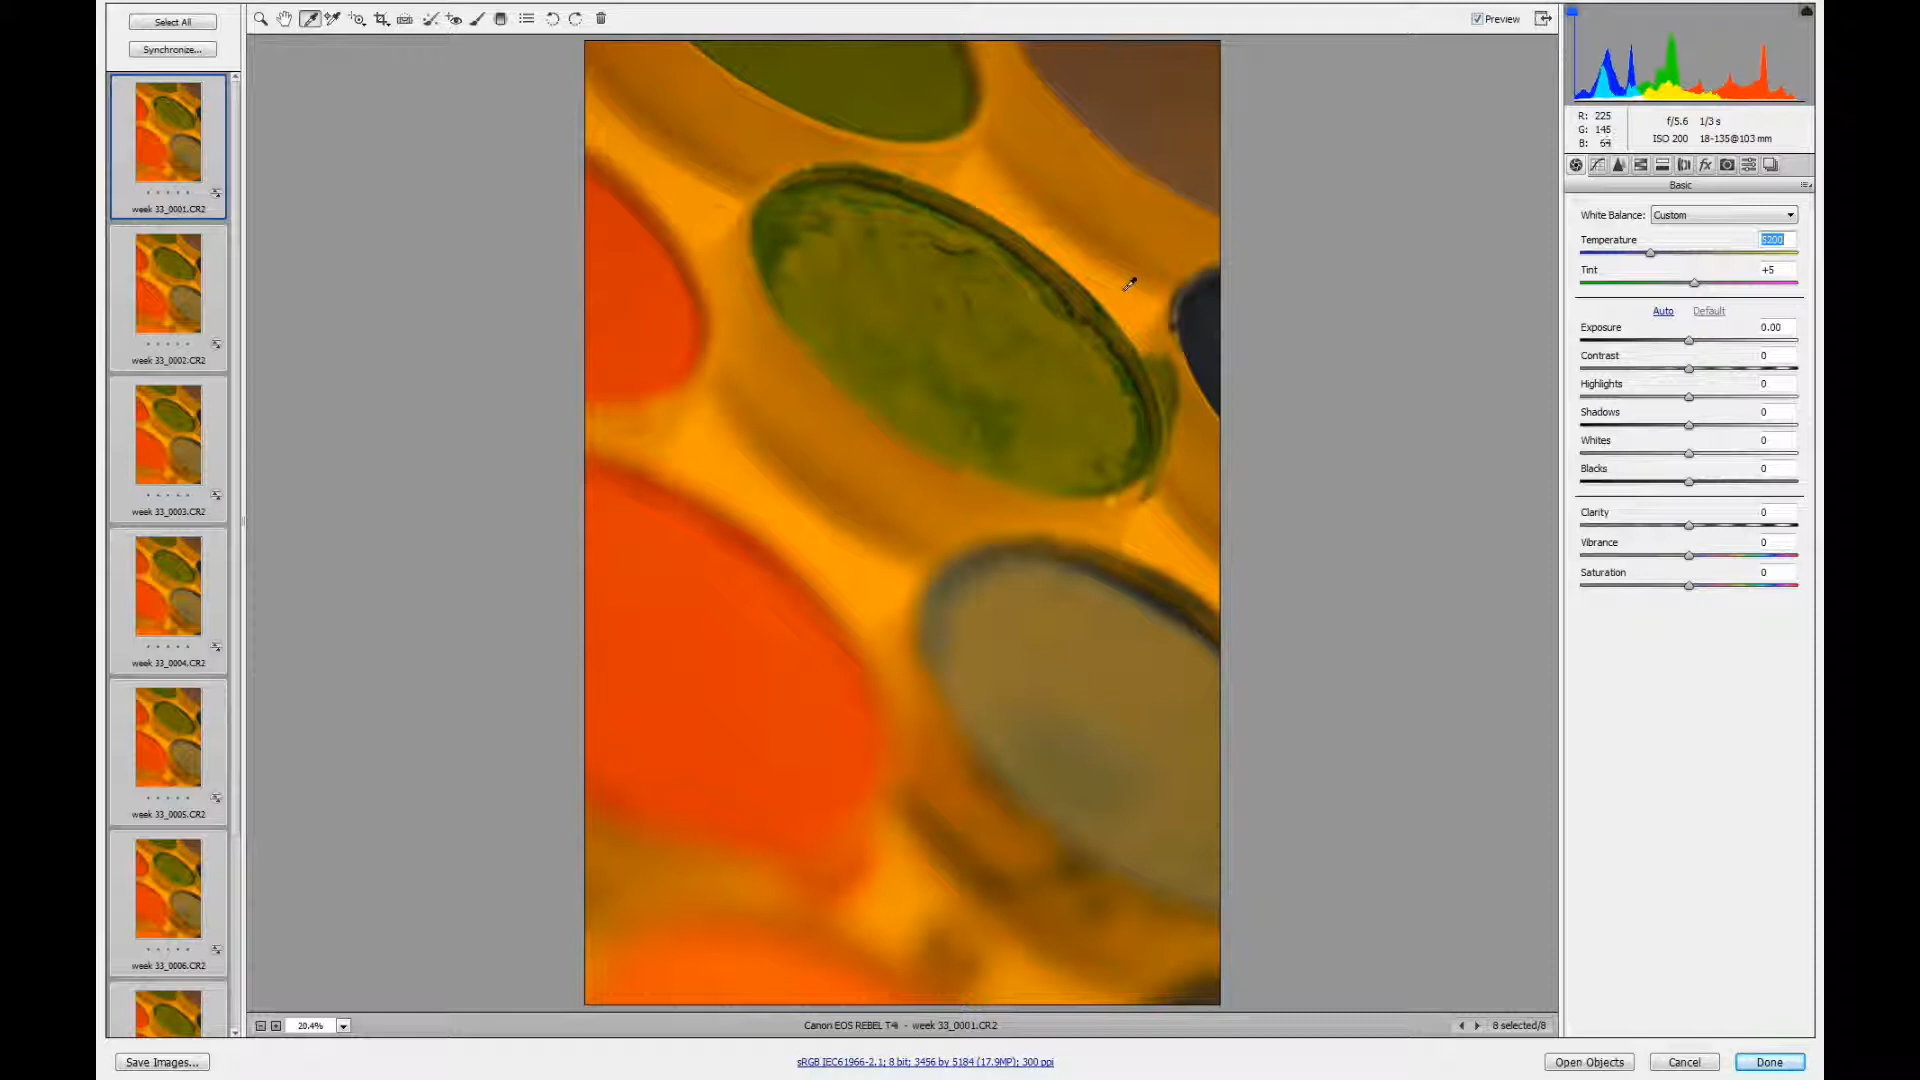 Select All
Synchronize...
Preview
week 33_0001.CR2
week 33_0002.CR2
week 33_0003.CR2
week 33_0004.CR2
week 33_0005.CR2
week 33_0006.CR2
R: 225
G: 145
B:
f/5.6 1/3 s
ISO 200 18-135@103 mm
Basic
White Balance: Custom
Temperature 5200
Tint +5
Auto Default
Exposure 0.00
Contrast 0
Highlights 0
Shadows 0
Whites 0
Blacks 0
Clarity 0
Vibrance 0
Saturation 0
20.4%
Canon EOS REBEL T4i - week 33_0001.CR2
8 selected/8
Save Images...
sRGB IEC61966-2.1; 8 bit; 3456 by 5184 (17.9MP); 300 ppi
Open Objects
Cancel
Done